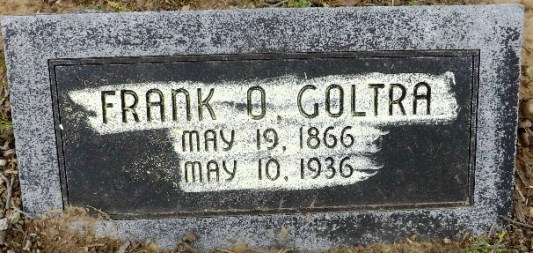 FRANK O. GOLTRA
MAY 19, 1866
MAY 10, 1936